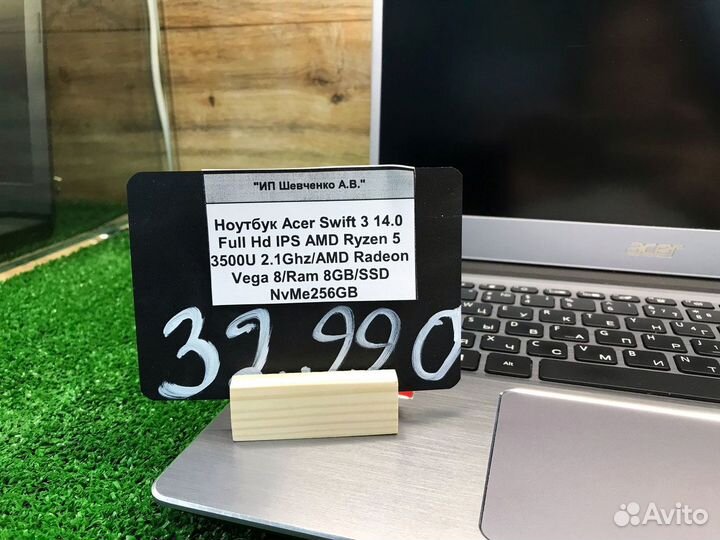 "ИП Шевченко А.В."
Ноутбук Acer Swift 3 14.0
Full Hd IPS AMD Ryzen 5
3500U 2.1Ghz/AMD Radeon
Vega 8/Ram 8GB/SSD
NvMe256GB
32.990
acer
Alt
Avito